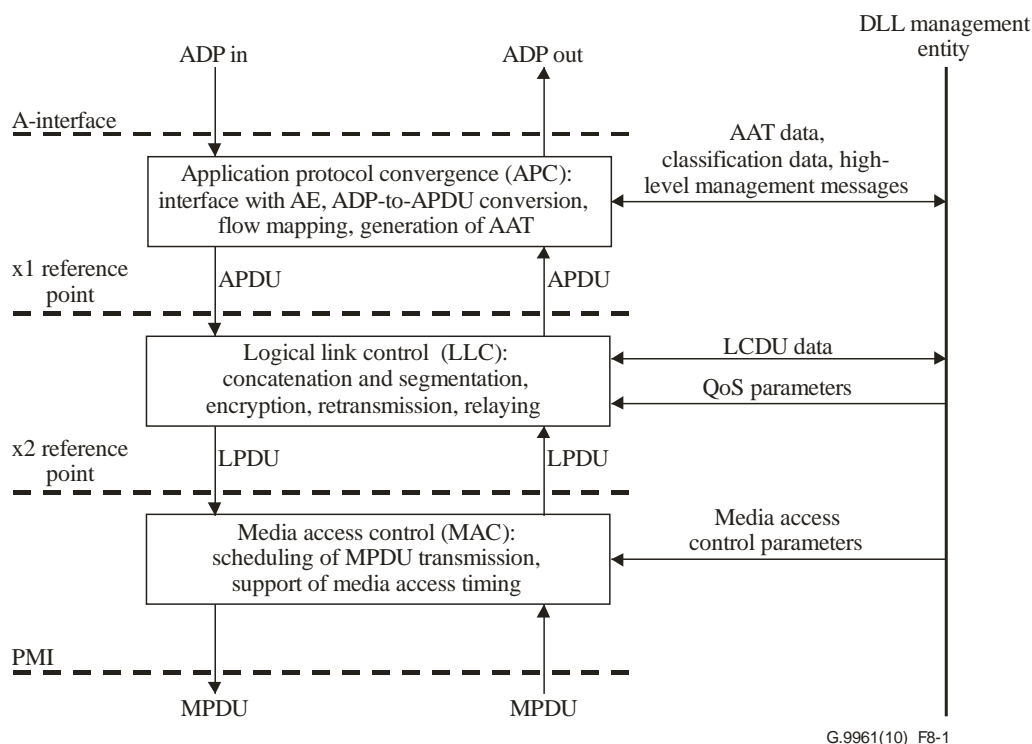 DLL management
entity
ADP in
ADP out
A-interface
AAT data,
classification data, high-
level management messages
Application protocol convergence (APC):
interface with AE, ADP-to-APDU conversion,
flow mapping, generation of AAT
x1 reference
point
APDU
APDU
Logical link control (LLC):
concatenation and segmentation,
encryption, retransmission, relaying
LCDU data
QoS parameters
x2 reference
point
LPDU
LPDU
Media access control (MAC):
scheduling of MPDU transmission,
support of media access timing
Media access
control parameters
PMI
MPDU
MPDU
G.9961(10) F8-1